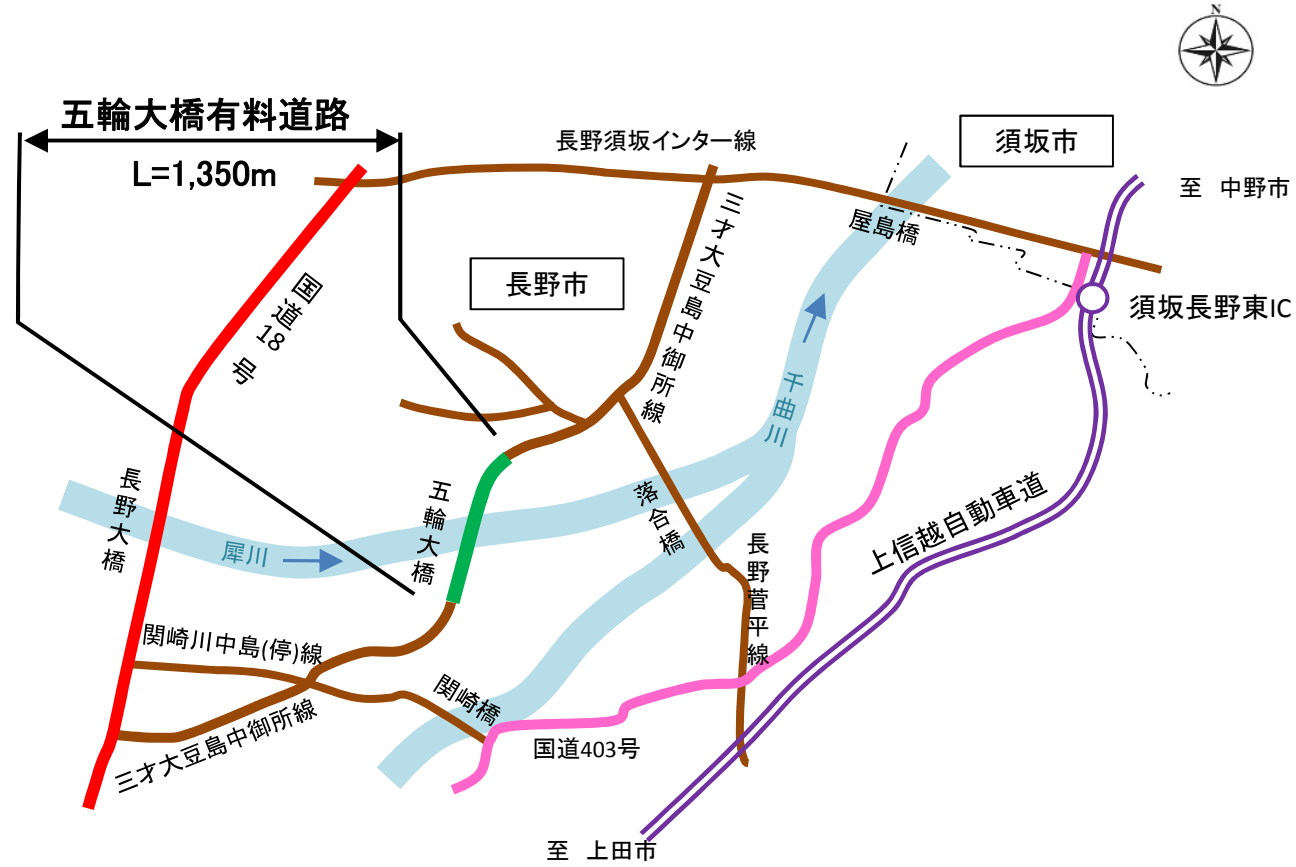 N
五輪大橋有料道路
L=1,350m
長野須坂インター線
須坂市
至 中野市
屋島橋
三才大豆島中御所線
長野市
国道18号
須坂長野東IC
千曲川
長野大橋
五輪大橋
落合橋
犀川
上信越自動車道
長野菅平線
関崎川中島(停)線
関崎橋
三才大豆島中御所線
国道403号
至 上田市